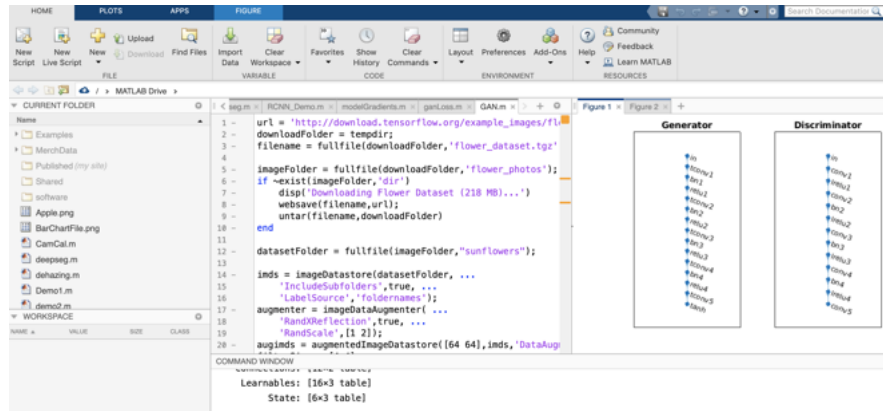 HOME PLOTS APPS FIGURE Search Documentation
New Script
New Live Script
New
Upload
Download
Find Files
Import Data
Clear Workspace
Favorites
Show History
Clear Commands
Layout
Preferences
Add-Ons
Help
Community
Feedback
Learn MATLAB
FILE VARIABLE CODE ENVIRONMENT RESOURCES
/ › MATLAB Drive ›
CURRENT FOLDER
Name
Examples
MerchData
Published (my site)
Shared
software
Apple.png
BarChartFile.png
CamCal.m
deepseg.m
dehazing.m
Demo1.m
demo2.m
WORKSPACE
NAME VALUE SIZE CLASS
seg.m × RCNN_Demo.m × modelGradients.m × ganLoss.m × GAN.m ×
1 - url = 'http://download.tensorflow.org/example_images/fl
2 - downloadFolder = tempdir;
3 - filename = fullfile(downloadFolder,'flower_dataset.tgz'
4
5 - imageFolder = fullfile(downloadFolder,'flower_photos');
6 - if ~exist(imageFolder,'dir')
7 - disp('Downloading Flower Dataset (218 MB)...')
8 - websave(filename,url);
9 - untar(filename,downloadFolder)
10 - end
11
12 - datasetFolder = fullfile(imageFolder,"sunflowers");
13
14 - imds = imageDatastore(datasetFolder, ...
15 'IncludeSubfolders',true, ...
16 'LabelSource','foldernames');
17 - augmenter = imageDataAugmenter( ...
18 'RandXReflection',true, ...
19 'RandScale',[1 2]);
20 - augimds = augmentedImageDatastore([64 64],imds,'DataAug
COMMAND WINDOW
Learnables: [16×3 table]
State: [6×3 table]
Figure 1 × Figure 2 ×
Generator
in
tconv1
bn1
relu1
tconv2
bn2
relu2
tconv3
bn3
relu3
tconv4
bn4
relu4
tconv5
tanh
Discriminator
in
conv1
lrelu1
conv2
bn2
lrelu2
conv3
bn3
lrelu3
conv4
bn4
lrelu4
conv5